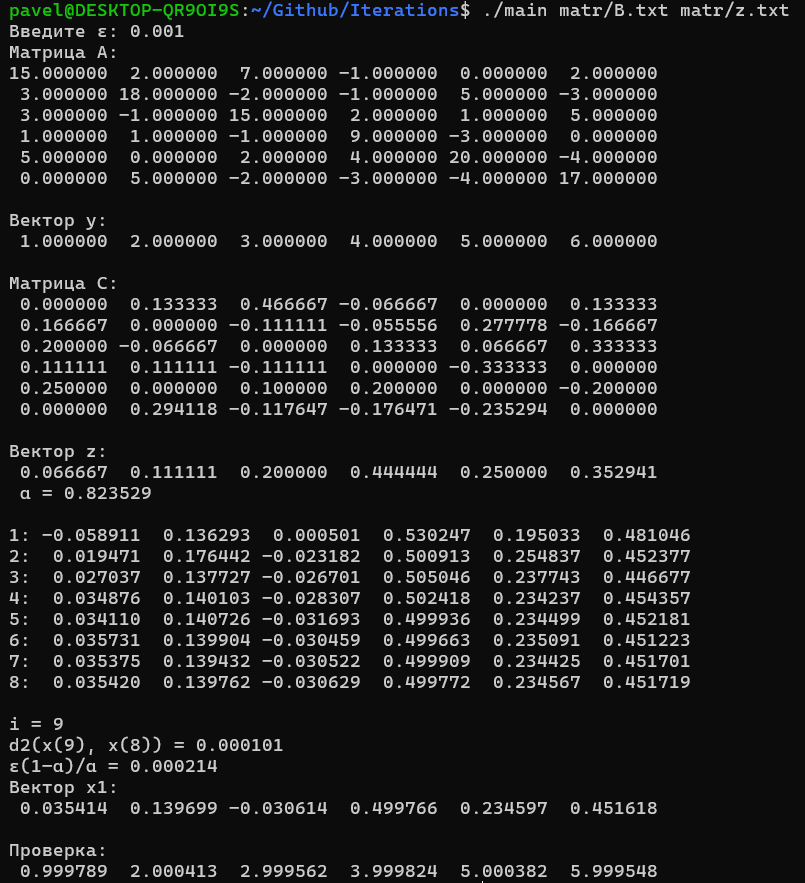 pavel@DESKTOP-QR9OI9S:~/Github/Iterations$ ./main matr/B.txt matr/z.txt
Введите ε: 0.001
Матрица A:
15.000000  2.000000  7.000000 −1.000000  0.000000  2.000000
 3.000000 18.000000 −2.000000 −1.000000  5.000000 −3.000000
 3.000000 −1.000000 15.000000  2.000000  1.000000  5.000000
 1.000000  1.000000 −1.000000  9.000000 −3.000000  0.000000
 5.000000  0.000000  2.000000  4.000000 20.000000 −4.000000
 0.000000  5.000000 −2.000000 −3.000000 −4.000000 17.000000
Вектор y:
 1.000000  2.000000  3.000000  4.000000  5.000000  6.000000
Матрица C:
 0.000000  0.133333  0.466667 −0.066667  0.000000  0.133333
 0.166667  0.000000 −0.111111 −0.055556  0.277778 −0.166667
 0.200000 −0.066667  0.000000  0.133333  0.066667  0.333333
 0.111111  0.111111 −0.111111  0.000000 −0.333333  0.000000
 0.250000  0.000000  0.100000  0.200000  0.000000 −0.200000
 0.000000  0.294118 −0.117647 −0.176471 −0.235294  0.000000
Вектор z:
 0.066667  0.111111  0.200000  0.444444  0.250000  0.352941
 α = 0.823529
1: −0.058911  0.136293  0.000501  0.530247  0.195033  0.481046
2:  0.019471  0.176442 −0.023182  0.500913  0.254837  0.452377
3:  0.027037  0.137727 −0.026701  0.505046  0.237743  0.446677
4:  0.034876  0.140103 −0.028307  0.502418  0.234237  0.454357
5:  0.034110  0.140726 −0.031693  0.499936  0.234499  0.452181
6:  0.035731  0.139904 −0.030459  0.499663  0.235091  0.451223
7:  0.035375  0.139432 −0.030522  0.499909  0.234425  0.451701
8:  0.035420  0.139762 −0.030629  0.499772  0.234567  0.451719
i = 9
d2(x(9), x(8)) = 0.000101
ε(1−α)/α = 0.000214
Вектор x1:
 0.035414  0.139699 −0.030614  0.499766  0.234597  0.451618
Проверка:
 0.999789  2.000413  2.999562  3.999824  5.000382  5.999548